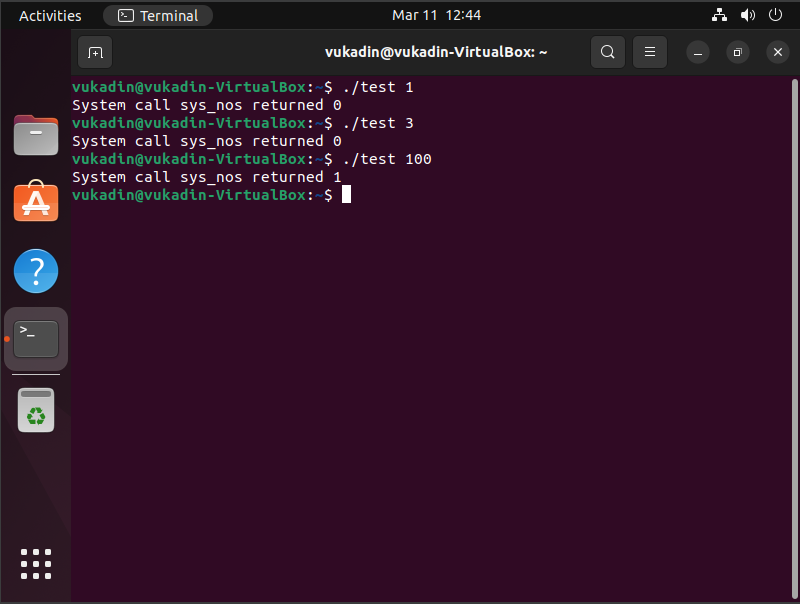 Activities
Terminal
Mar 11 12:44
vukadin@vukadin-VirtualBox: ~
vukadin@vukadin-VirtualBox:~$ ./test 1
System call sys_nos returned 0
vukadin@vukadin-VirtualBox:~$ ./test 3
System call sys_nos returned 0
vukadin@vukadin-VirtualBox:~$ ./test 100
System call sys_nos returned 1
vukadin@vukadin-VirtualBox:~$